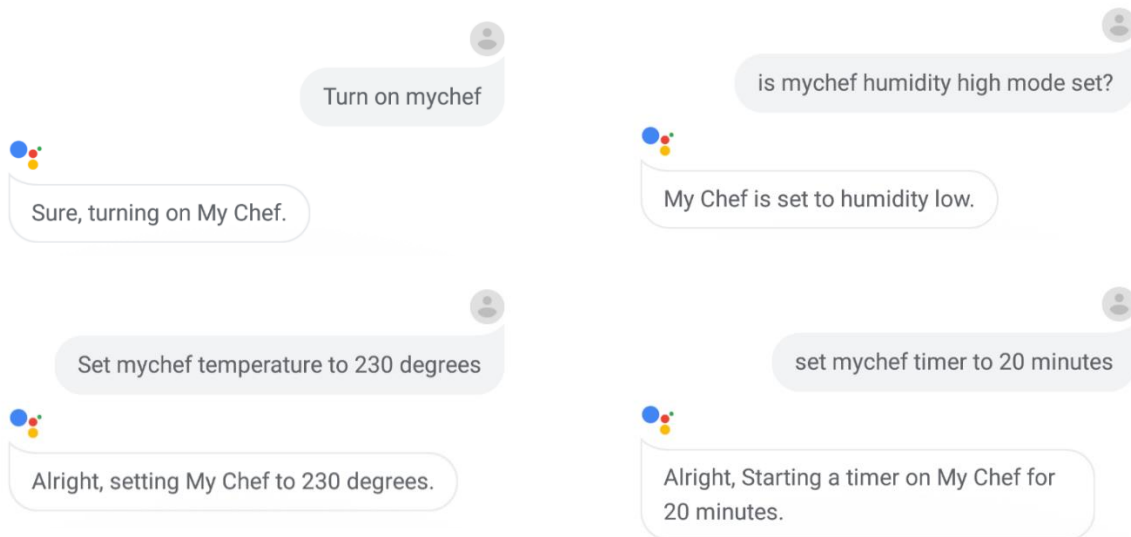 Turn on mychef
Sure, turning on My Chef.
Set mychef temperature to 230 degrees
Alright, setting My Chef to 230 degrees.
is mychef humidity high mode set?
My Chef is set to humidity low.
set mychef timer to 20 minutes
Alright, Starting a timer on My Chef for
20 minutes.